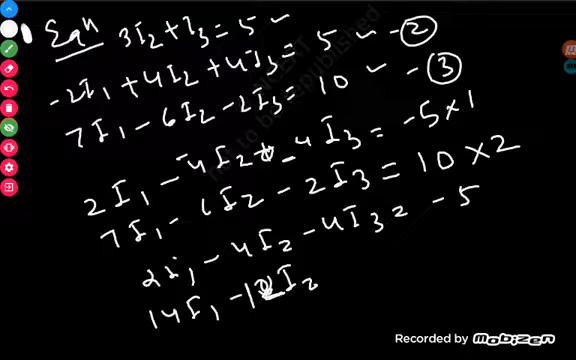 Eqⁿ 3I₂+I₃=5
-2I₁+4I₂+4I₃=5 -②
7I₁-6I₂-2I₃=10 -③
2I₁-4I₂-4I₃=-5×1
7I₁-6I₂-2I₃=10×2
2I₁-4I₂-4I₃=-5
14I₁-12I₂
Recorded by mobizen